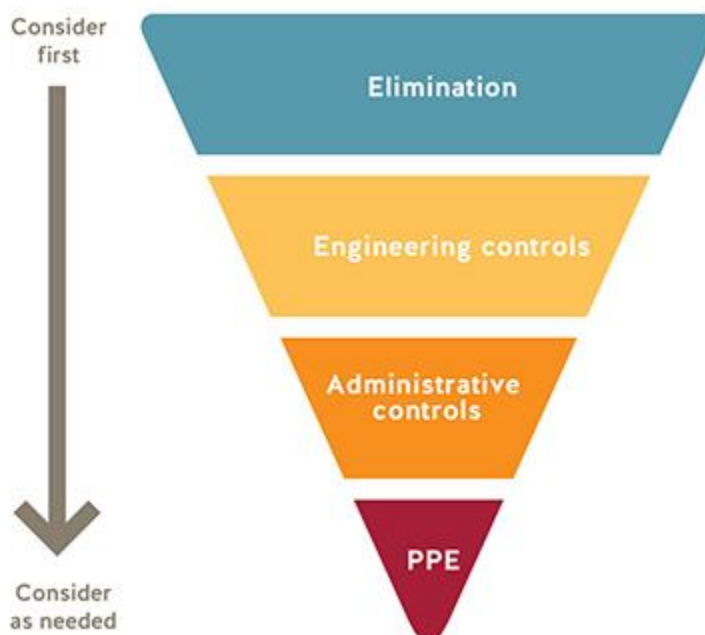 Consider
first
Elimination
Engineering controls
Administrative
controls
PPE
Consider
as needed